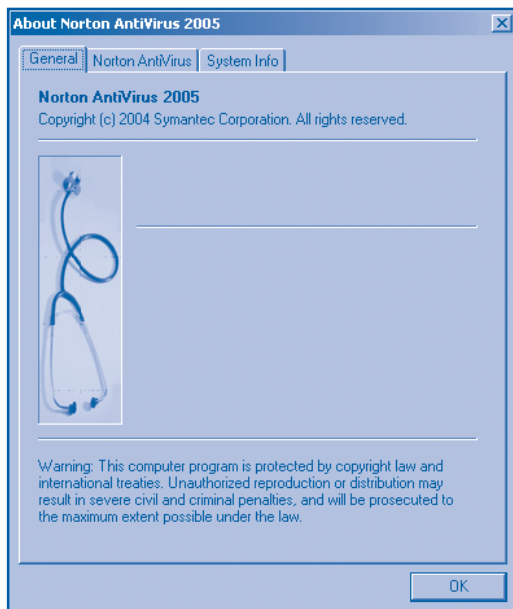 About Norton AntiVirus 2005
General Norton AntiVirus System Info
Norton AntiVirus 2005
Copyright (c) 2004 Symantec Corporation. All rights reserved.
Warning: This computer program is protected by copyright law and
international treaties. Unauthorized reproduction or distribution may
result in severe civil and criminal penalties, and will be prosecuted to
the maximum extent possible under the law.
OK